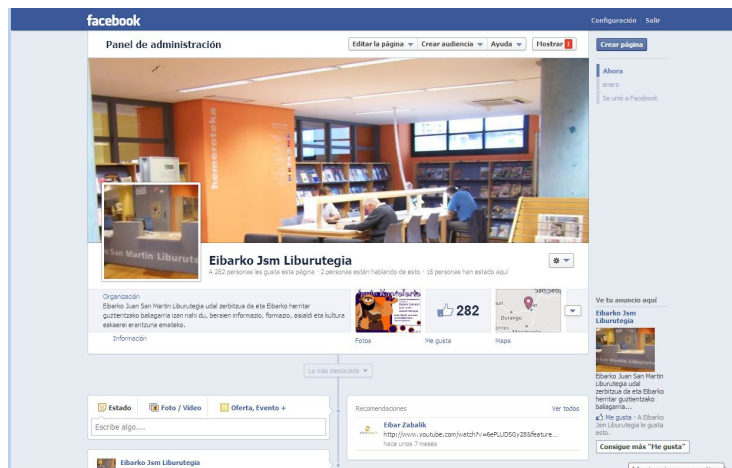 facebook
Configuración · Salir
Panel de administración
Editar la página
Crear audiencia
Ayuda
Mostrar 1
Crear página
Ahora
enero
Se unió a Facebook
hemeroteka
San Martin Liburute
Eibarko Jsm Liburutegia
A 282 personas les gusta esta página · 2 personas están hablando de esto · 18 personas han estado aquí
Organización
Eibarko Juan San Martin Liburutegia udal zerbitzua da eta Eibarko herritar
guztientzako baliagarria izan nahi du, beraien informazio, formazio, aisialdi eta kultura
eskaerei erantzuna emateko.
Información
Fotos
282
Me gusta
Durango
Mapa
Lo más destacado
Estado
Foto / Vídeo
Oferta, Evento +
Escribe algo....
Eibarko Jsm Liburutegia
Recomendaciones
Ver todos
Eibar Zabalik
http://www.youtube.com/watch?v=6ePLUDSGy28&feature...
hace unos 7 meses
Ve tu anuncio aquí
Eibarko Jsm
Liburutegia
Eibarko Juan San Martin
Liburutegia udal
zerbitzua da eta Eibarko
herritar guztientzako
baliagarria...
Me gusta · A Eibarko
Jsm Liburutegia le gusta
esto.
Consigue más "Me gusta"